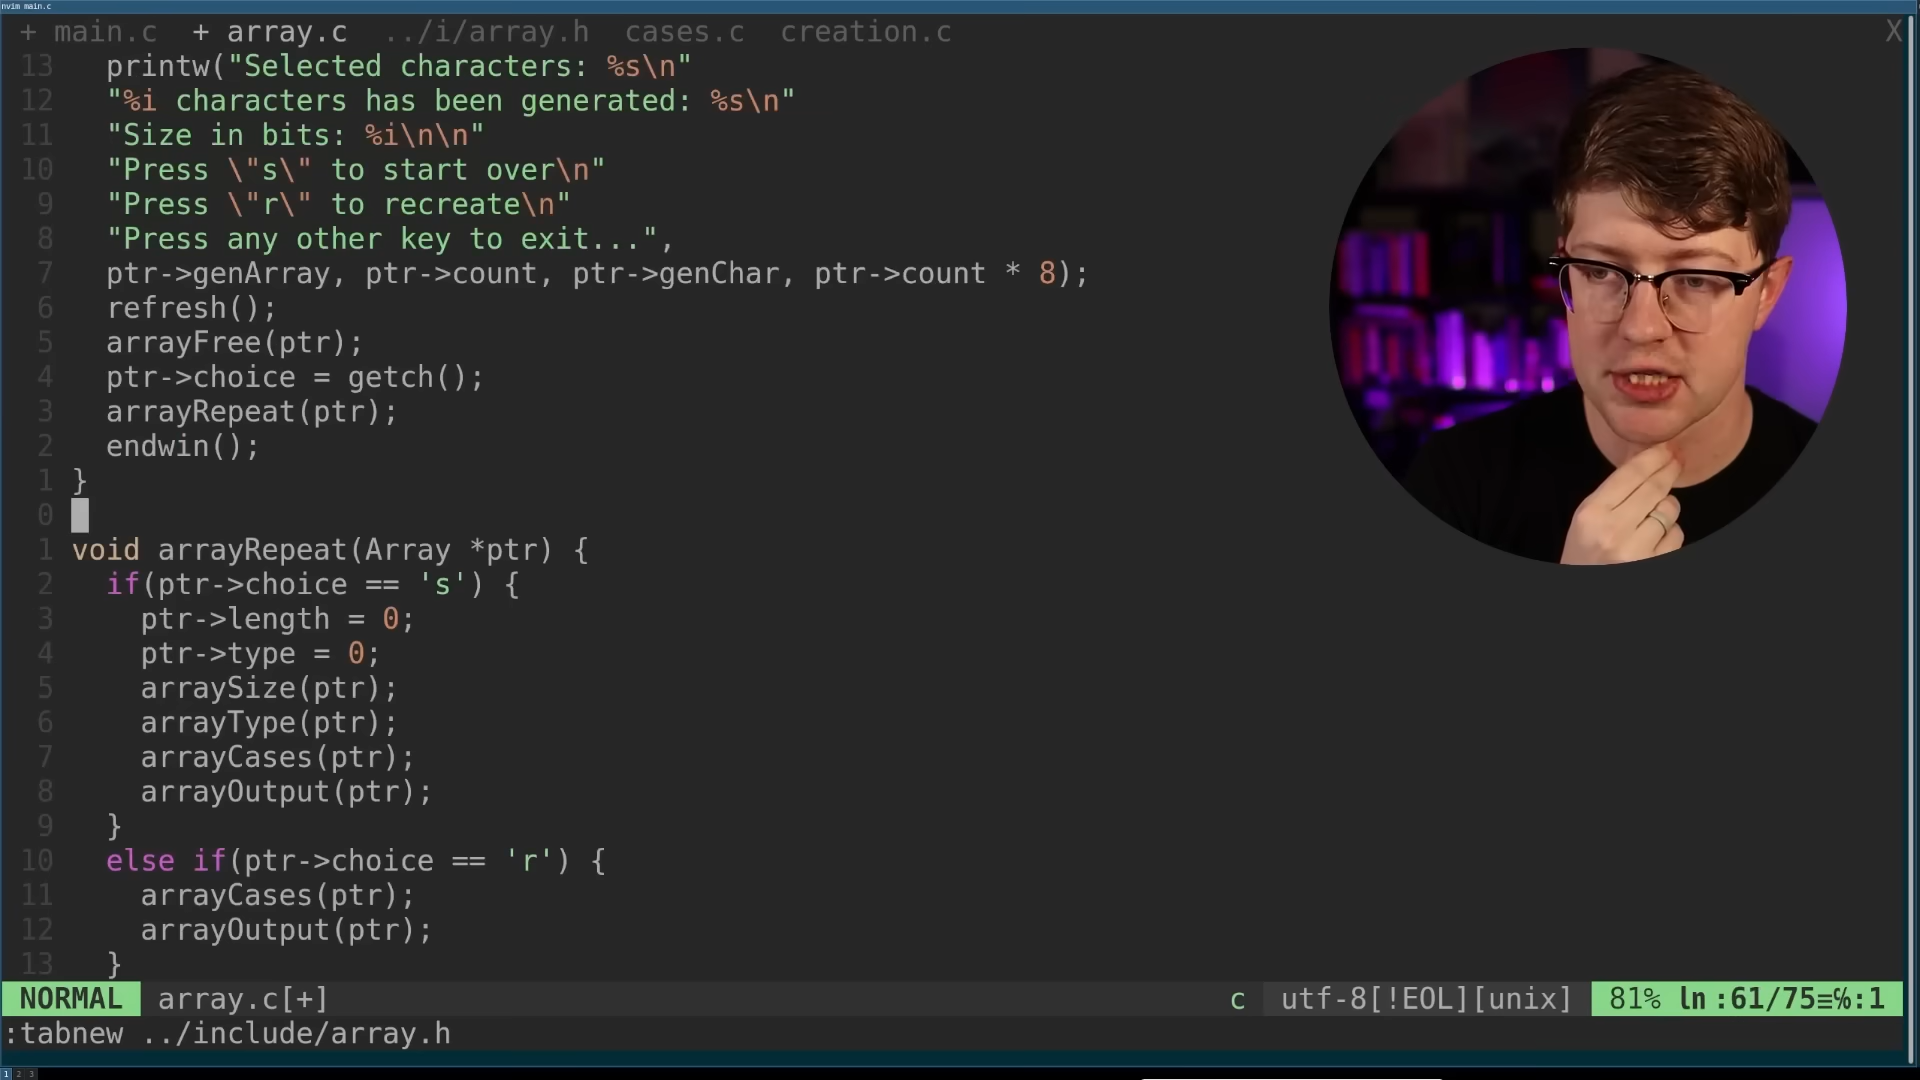 nvim main.c
+ main.c + array.c ../i/array.h cases.c creation.c X
13 printw("Selected characters: %s\n"
12 "%i characters has been generated: %s\n"
11 "Size in bits: %i\n\n"
10 "Press \"s\" to start over\n"
9 "Press \"r\" to recreate\n"
8 "Press any other key to exit...",
7 ptr->genArray, ptr->count, ptr->genChar, ptr->count * 8);
6 refresh();
5 arrayFree(ptr);
4 ptr->choice = getch();
3 arrayRepeat(ptr);
2 endwin();
1 }
0
1 void arrayRepeat(Array *ptr) {
2 if(ptr->choice == 's') {
3 ptr->length = 0;
4 ptr->type = 0;
5 arraySize(ptr);
6 arrayType(ptr);
7 arrayCases(ptr);
8 arrayOutput(ptr);
9 }
10 else if(ptr->choice == 'r') {
11 arrayCases(ptr);
12 arrayOutput(ptr);
13 }
NORMAL array.c[+] c utf-8[!EOL][unix] 81% ln :61/75≡℅:1
:tabnew ../include/array.h
1 2 3